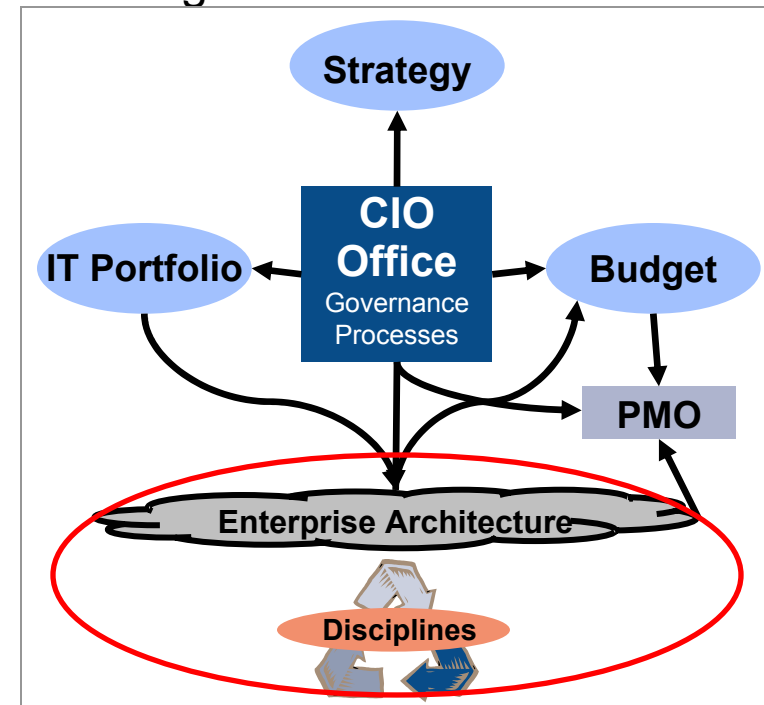 Strategy
CIO
Office
Governance
Processes
IT Portfolio
Budget
PMO
Enterprise Architecture
Disciplines